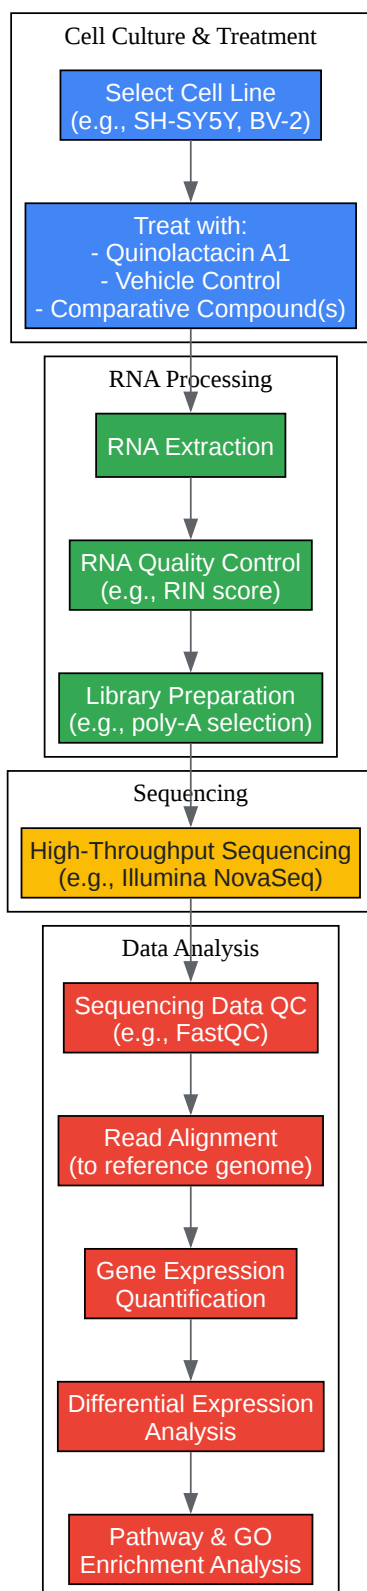 Cell Culture & Treatment
Select Cell Line
(e.g., SH-SY5Y, BV-2)
Treat with:
- Quinolactacin A1
- Vehicle Control
- Comparative Compound(s)
RNA Processing
RNA Extraction
RNA Quality Control
(e.g., RIN score)
Library Preparation
(e.g., poly-A selection)
Sequencing
High-Throughput Sequencing
(e.g., Illumina NovaSeq)
Data Analysis
Sequencing Data QC
(e.g., FastQC)
Read Alignment
(to reference genome)
Gene Expression
Quantification
Differential Expression
Analysis
Pathway & GO
Enrichment Analysis